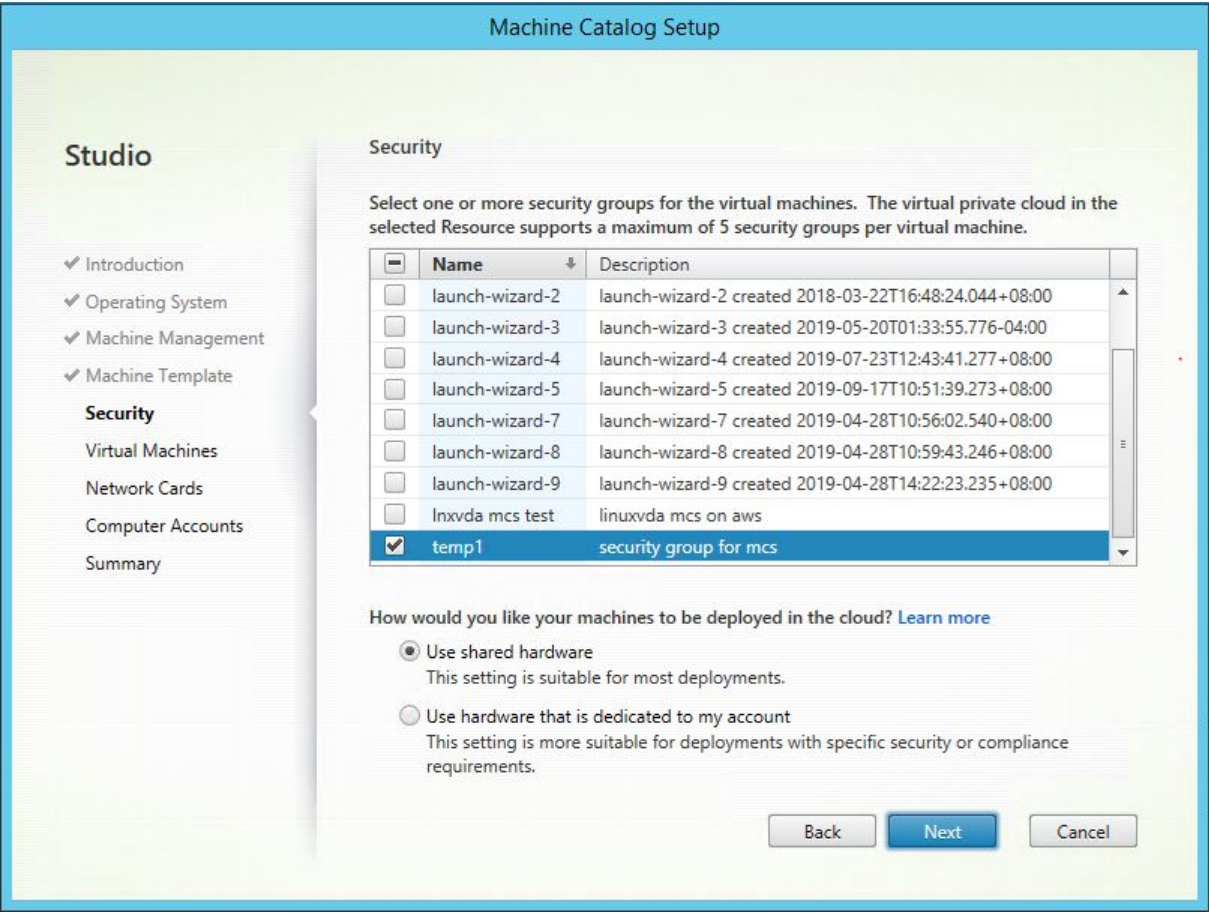 Machine Catalog Setup
Studio
Introduction
Operating System
Machine Management
Machine Template
Security
Virtual Machines
Network Cards
Computer Accounts
Summary
Security
Select one or more security groups for the virtual machines.  The virtual private cloud in the
selected Resource supports a maximum of 5 security groups per virtual machine.
Name Description
launch-wizard-2 launch-wizard-2 created 2018-03-22T16:48:24.044+08:00
launch-wizard-3 launch-wizard-3 created 2019-05-20T01:33:55.776-04:00
launch-wizard-4 launch-wizard-4 created 2019-07-23T12:43:41.277+08:00
launch-wizard-5 launch-wizard-5 created 2019-09-17T10:51:39.273+08:00
launch-wizard-7 launch-wizard-7 created 2019-04-28T10:56:02.540+08:00
launch-wizard-8 launch-wizard-8 created 2019-04-28T10:59:43.246+08:00
launch-wizard-9 launch-wizard-9 created 2019-04-28T14:22:23.235+08:00
lnxvda mcs test linuxvda mcs on aws
temp1 security group for mcs
How would you like your machines to be deployed in the cloud? Learn more
Use shared hardware
This setting is suitable for most deployments.
Use hardware that is dedicated to my account
This setting is more suitable for deployments with specific security or compliance
requirements.
Back Next Cancel